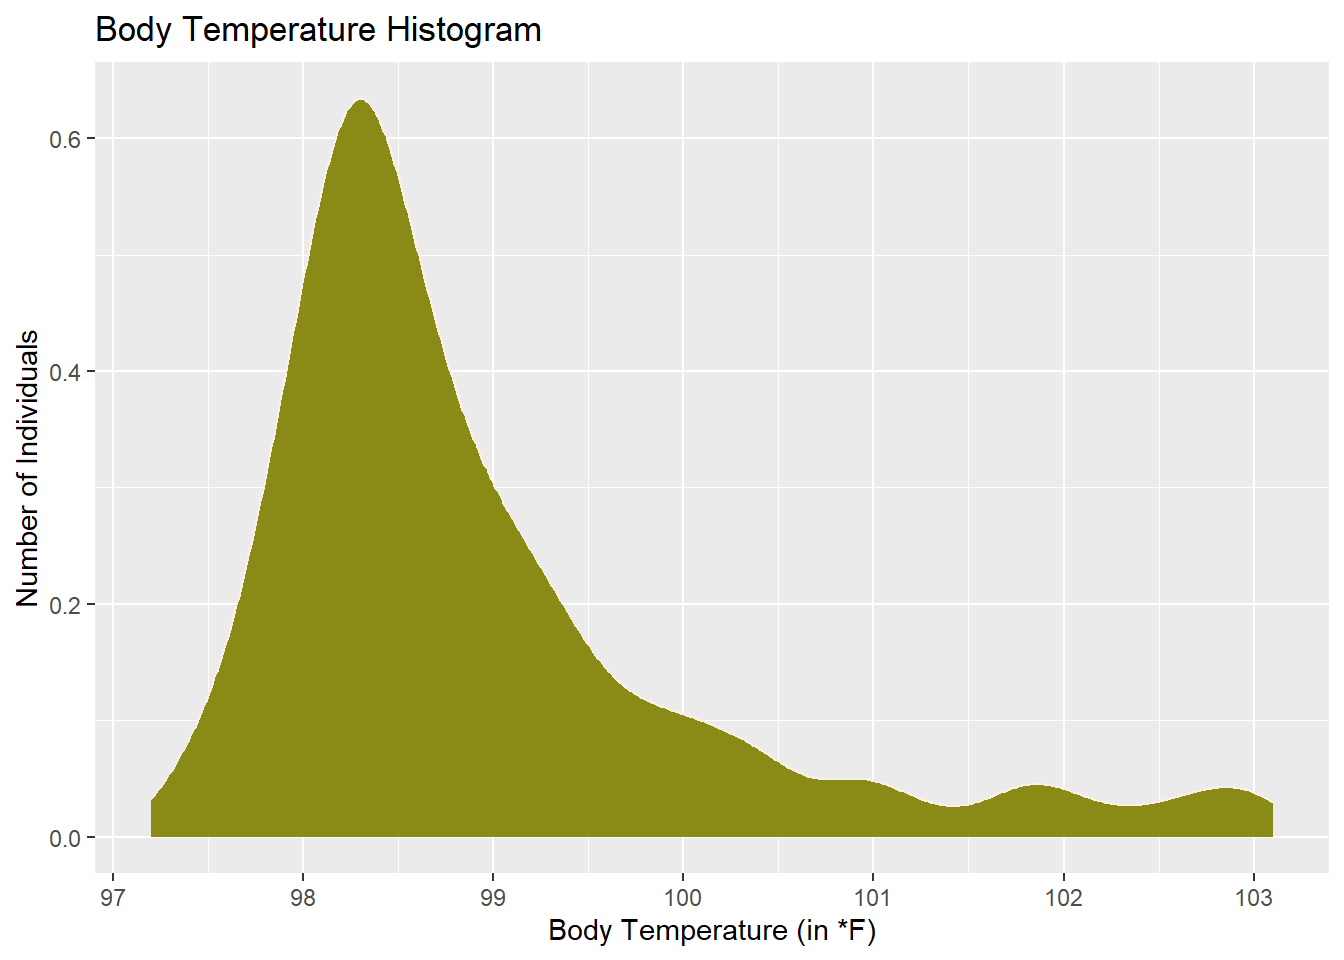 Body Temperature Histogram
Number of Individuals
0.6
0.4
0.2
0.0
97 98 99 100 101 102 103
Body Temperature (in *F)